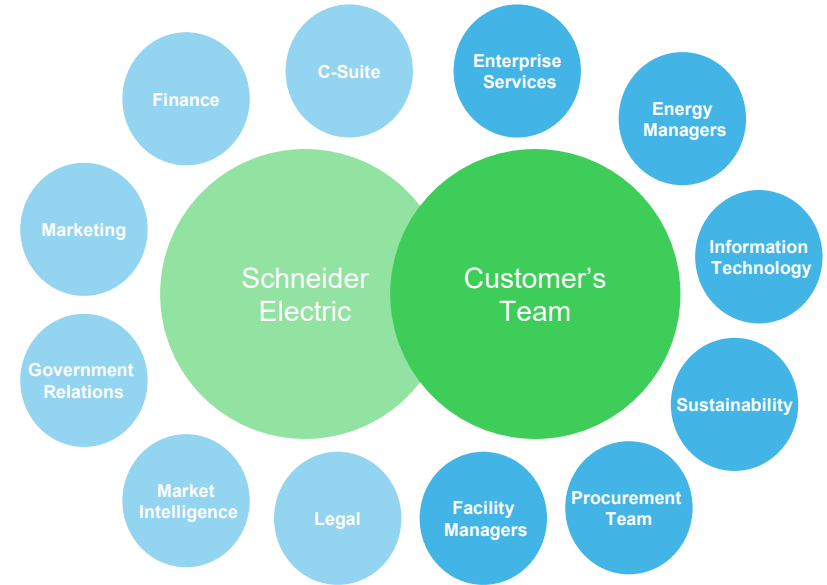 C-Suite
Enterprise
Services
Finance
Energy
Managers
Marketing
Information
Technology
Schneider
Electric
Customer’s
Team
Government
Relations
Sustainability
Market
Intelligence
Legal
Facility
Managers
Procurement
Team